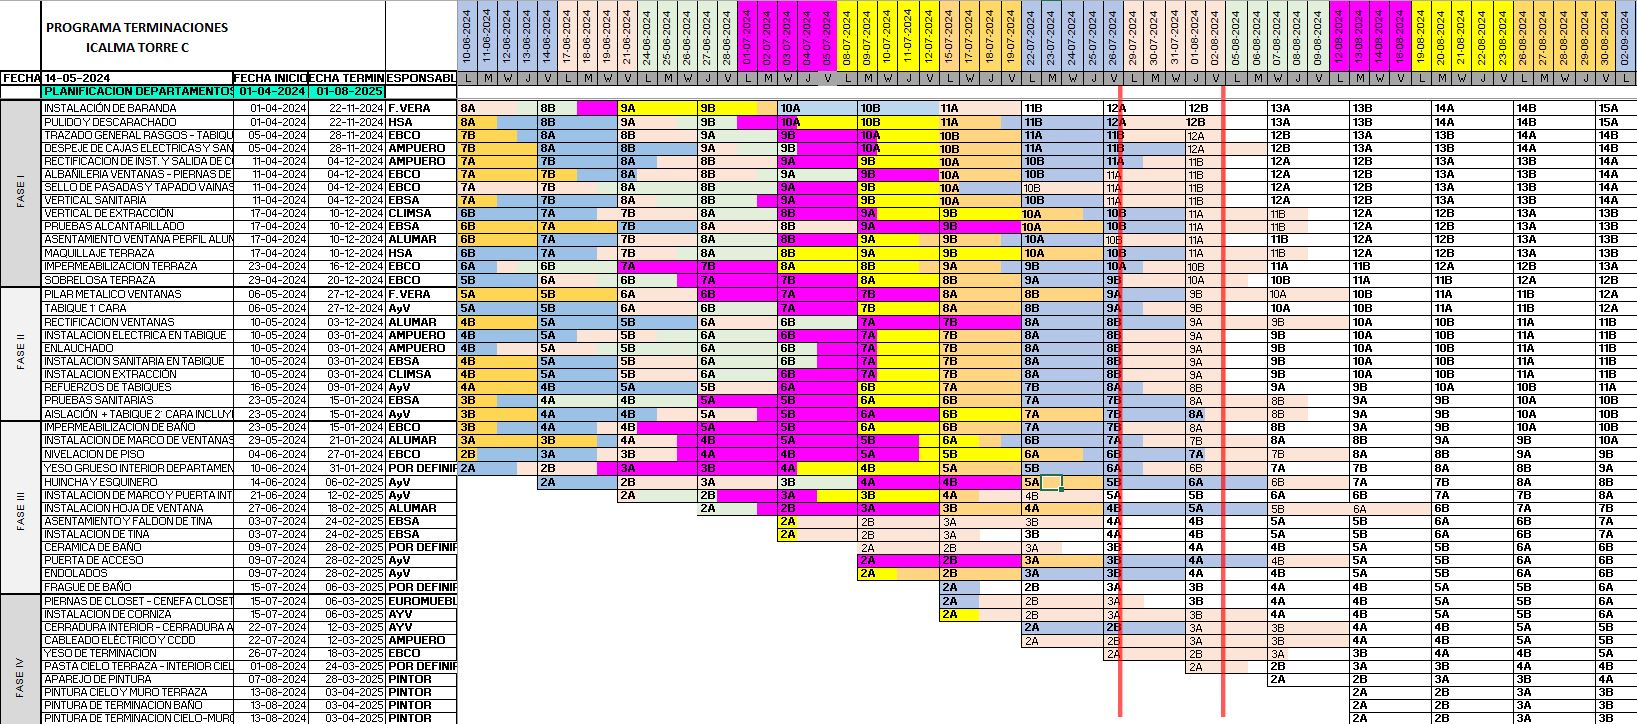 PROGRAMA TERMINACIONES
ICALMA TORRE C
10-06-2024 11-06-2024 12-06-2024 13-06-2024 14-06-2024 17-06-2024 18-06-2024 19-06-2024 20-06-2024 21-06-2024 24-06-2024 25-06-2024 26-06-2024 27-06-2024 28-06-2024 01-07-2024 02-07-2024 03-07-2024 04-07-2024 05-07-2024 08-07-2024 09-07-2024 10-07-2024 11-07-2024 12-07-2024 15-07-2024 16-07-2024 17-07-2024 18-07-2024 19-07-2024 22-07-2024 23-07-2024 24-07-2024 25-07-2024 26-07-2024 29-07-2024 30-07-2024 31-07-2024 01-08-2024 02-08-2024 05-08-2024 06-08-2024 07-08-2024 08-08-2024 09-08-2024 12-08-2024 13-08-2024 14-08-2024 16-08-2024 19-08-2024
FECHA 14-05-2024 FECHA INICIO ECHA TERMIN ESPONSABL
PLANIFICACION DEPARTAMENTOS 01-04-2024 01-08-2025
FASE I
INSTALACIÓN DE BARANDA 01-04-2024 22-11-2024 F.VERA 8A 8B 9A 9B 10A 10B 11A 11B 12A 12B 13A 13B 14A 14B 15A
PULIDO Y DESCARACHADO 01-04-2024 22-11-2024 HSA 8A 8B 9A 9B 10A 10B 11A 11B 12A 12B 13A 13B 14A 14B 15A
TRAZADO GENERAL RASGOS - TABIQU 05-04-2024 28-11-2024 EBCO 7B 8A 8B 9A 9B 10A 10B 11A 11B 12A 12B 13A 13B 14A 14B
DESPEJE DE CAJAS ELECTRICAS Y SAN 05-04-2024 28-11-2024 AMPUERO 7B 8A 8B 9A 9B 10A 10B 11A 11B 12A 12B 13A 13B 14A 14B
RECTIFICACION DE INST. Y SALIDA DE C 11-04-2024 04-12-2024 AMPUERO 7A 7B 8A 8B 9A 9B 10A 10B 11A 11B 12A 12B 13A 13B 14A
ALBAÑILERIA VENTANAS - PIERNAS DE 11-04-2024 04-12-2024 EBCO 7A 7B 8A 8B 9A 9B 10A 10B 11A 11B 12A 12B 13A 13B 14A
SELLO DE PASADAS Y TAPADO VAINAS 11-04-2024 04-12-2024 EBCO 7A 7B 8A 8B 9A 9B 10A 10B 11A 11B 12A 12B 13A 13B 14A
VERTICAL SANITARIA 11-04-2024 04-12-2024 EBSA 7A 7B 8A 8B 9A 9B 10A 10B 11A 11B 12A 12B 13A 13B 14A
VERTICAL DE EXTRACCIÓN 17-04-2024 10-12-2024 CLIMSA 6B 7A 7B 8A 8B 9A 9B 10A 10B 11A 11B 12A 12B 13A 13B
PRUEBAS ALCANTARILLADO 17-04-2024 10-12-2024 EBSA 6B 7A 7B 8A 8B 9A 9B 10A 10B 11A 11B 12A 12B 13A 13B
ASENTAMIENTO VENTANA PERFIL ALUM 17-04-2024 10-12-2024 ALUMAR 6B 7A 7B 8A 8B 9A 9B 10A 10B 11A 11B 12A 12B 13A 13B
MAQUILLAJE TERRAZA 17-04-2024 10-12-2024 HSA 6B 7A 7B 8A 8B 9A 9B 10A 10B 11A 11B 12A 12B 13A 13B
IMPERMEABILIZACION TERRAZA 23-04-2024 16-12-2024 EBCO 6A 6B 7A 7B 8A 8B 9A 9B 10A 10B 11A 11B 12A 12B 13A
SOBRELOSA TERRAZA 29-04-2024 20-12-2024 EBCO 5B 6A 6B 7A 7B 8A 8B 9A 9B 10A 10B 11A 11B 12A 12B
FASE II
PILAR METALICO VENTANAS 06-05-2024 27-12-2024 F.VERA 5A 5B 6A 6B 7A 7B 8A 8B 9A 9B 10A 10B 11A 11B 12A
TABIQUE 1° CARA 06-05-2024 27-12-2024 AyV 5A 5B 6A 6B 7A 7B 8A 8B 9A 9B 10A 10B 11A 11B 12A
RECTIFICACION VENTANAS 10-05-2024 03-12-2024 ALUMAR 4B 5A 5B 6A 6B 7A 7B 8A 8B 9A 9B 10A 10B 11A 11B
INSTALACION ELECTRICA EN TABIQUE 10-05-2024 03-01-2024 AMPUERO 4B 5A 5B 6A 6B 7A 7B 8A 8B 9A 9B 10A 10B 11A 11B
ENLAUCHADO 10-05-2024 03-01-2024 AMPUERO 4B 5A 5B 6A 6B 7A 7B 8A 8B 9A 9B 10A 10B 11A 11B
INSTALACION SANITARIA EN TABIQUE 10-05-2024 03-01-2024 EBSA 4B 5A 5B 6A 6B 7A 7B 8A 8B 9A 9B 10A 10B 11A 11B
INSTALACION EXTRACCIÓN 10-05-2024 03-01-2024 CLIMSA 4B 5A 5B 6A 6B 7A 7B 8A 8B 9A 9B 10A 10B 11A 11B
REFUERZOS DE TABIQUES 16-05-2024 09-01-2024 AyV 4A 4B 5A 5B 6A 6B 7A 7B 8A 8B 9A 9B 10A 10B 11A
PRUEBAS SANITARIAS 23-05-2024 15-01-2024 EBSA 3B 4A 4B 5A 5B 6A 6B 7A 7B 8A 8B 9A 9B 10A 10B
AISLACIÓN + TABIQUE 2° CARA INCLUY 23-05-2024 15-01-2024 AyV 3B 4A 4B 5A 5B 6A 6B 7A 7B 8A 8B 9A 9B 10A 10B
FASE III
IMPERMEABILIZACION DE BAÑO 23-05-2024 15-01-2024 EBCO 3B 4A 4B 5A 5B 6A 6B 7A 7B 8A 8B 9A 9B 10A 10B
INSTALACION DE MARCO DE VENTANAS 29-05-2024 21-01-2024 ALUMAR 3A 3B 4A 4B 5A 5B 6A 6B 7A 7B 8A 8B 9A 9B 10A
NIVELACION DE PISO 04-06-2024 27-01-2024 EBCO 2B 3A 3B 4A 4B 5A 5B 6A 6B 7A 7B 8A 8B 9A 9B
YESO GRUESO INTERIOR DEPARTAMEN 10-06-2024 31-01-2024 POR DEFINIR 2A 2B 3A 3B 4A 4B 5A 5B 6A 6B 7A 7B 8A 8B 9A
HUINCHA Y ESQUINERO 14-06-2024 06-02-2024 AyV 2A 2B 3A 3B 4A 4B 5A 5B 6A 6B 7A 7B 8A 8B
INSTALACION DE MARCO Y PUERTA INT 21-06-2024 12-02-2024 AyV 2A 2B 3A 3B 4A 4B 5A 5B 6A 6B 7A 7B 8A
INSTALACION HOJA DE VENTANA 27-06-2024 18-02-2024 ALUMAR 2A 2B 3A 3B 4A 4B 5A 5B 6A 6B 7A 7B
ASENTAMIENTO Y FALDON DE TINA 03-07-2024 24-02-2024 EBSA 2A 2B 3A 3B 4A 4B 5A 5B 6A 6B 7A
INSTALACION DE TINA 03-07-2024 24-02-2024 EBSA 2A 2B 3A 3B 4A 4B 5A 5B 6A 6B 7A
CERAMICA DE BAÑO 09-07-2024 28-02-2024 POR DEFINIR 2A 2B 3A 3B 4A 4B 5A 5B 6A 6B
PUERTA DE ACCESO 09-07-2024 28-02-2025 AyV 2A 2B 3A 3B 4A 4B 5A 5B 6A 6B
ENDOLADOS 09-07-2024 28-02-2025 AyV 2A 2B 3A 3B 4A 4B 5A 5B 6A 6B
FRAGUE DE BAÑO 15-07-2024 06-03-2025 POR DEFINIR 2A 2B 3A 3B 4A 4B 5A 5B 6A
FASE IV
PIERNAS DE CLOSET - CENEFA CLOSET 15-07-2024 06-03-2025 EUROMUEBL 2A 2B 3A 3B 4A 4B 5A 5B 6A
INSTALACION DE CORNIZA 15-07-2024 06-03-2025 AYV 2A 2B 3A 3B 4A 4B 5A 5B 6A
CERRADURA INTERIOR - CERRADURA A 22-07-2024 12-03-2025 AYV 2A 2B 3A 3B 4A 4B 5A 5B
CABLEADO ELÉCTRICO Y CCDD 22-07-2024 12-03-2025 AMPUERO 2A 2B 3A 3B 4A 4B 5A 5B
YESO DE TERMINACION 26-07-2024 18-03-2025 EBCO 2A 2B 3A 3B 4A 4B 5A
PASTA CIELO TERRAZA - INTERIOR CIEL 01-08-2024 24-03-2025 POR DEFINIR 2A 2B 3A 3B 4A 4B
APAREJO DE PINTURA 07-08-2024 28-03-2025 PINTOR 2A 2B 3A 3B 4A
PINTURA CIELO Y MURO TERRAZA 13-08-2024 03-04-2025 PINTOR 2A 2B 3A 3B
PINTURA DE TERMINACION BAÑO 13-08-2024 03-04-2025 PINTOR 2A 2B 3A 3B
PINTURA DE TERMINACION CIELO-MURO 13-08-2024 03-04-2025 PINTOR 2A 2B 3A 3B